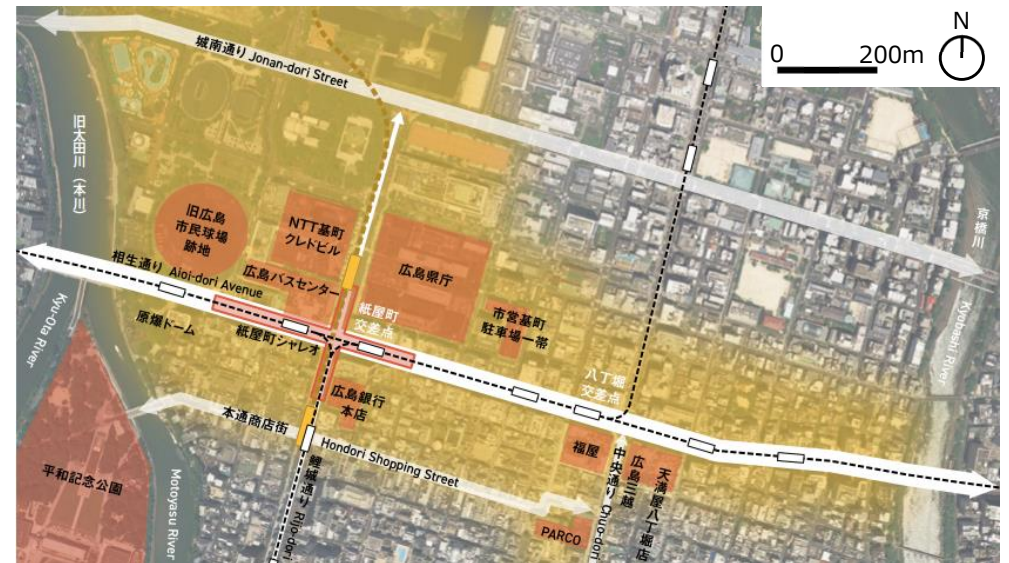 0 200m
N
城南通り Jonan-dori Street
旧太田川（本川）
京橋川
旧広島
市民球場
跡地
NTT基町
クレドビル
広島県庁
相生通り Aioi-dori Avenue
広島バスセンター
紙屋町
交差点
市営基町
駐車場一帯
Kyu-Ota River
原爆ドーム
紙屋町シャレオ
Kyobashi River
八丁堀
交差点
広島銀行
本店
本通商店街
Hondori Shopping Street
福屋
中央通り Chuo-dori
広島三越
天満屋八丁堀店
平和記念公園
Motoyasu River
鯉城通り Rijo-dori
PARCO